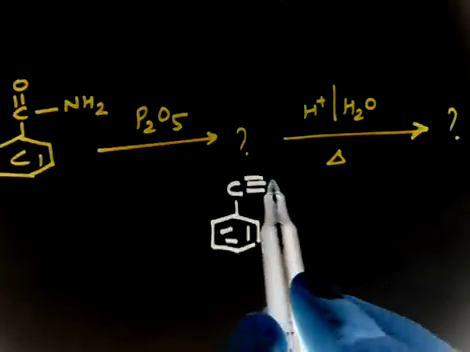 O
C — NH2
P2O5
?
H+ | H2O
Δ
?
C ≡